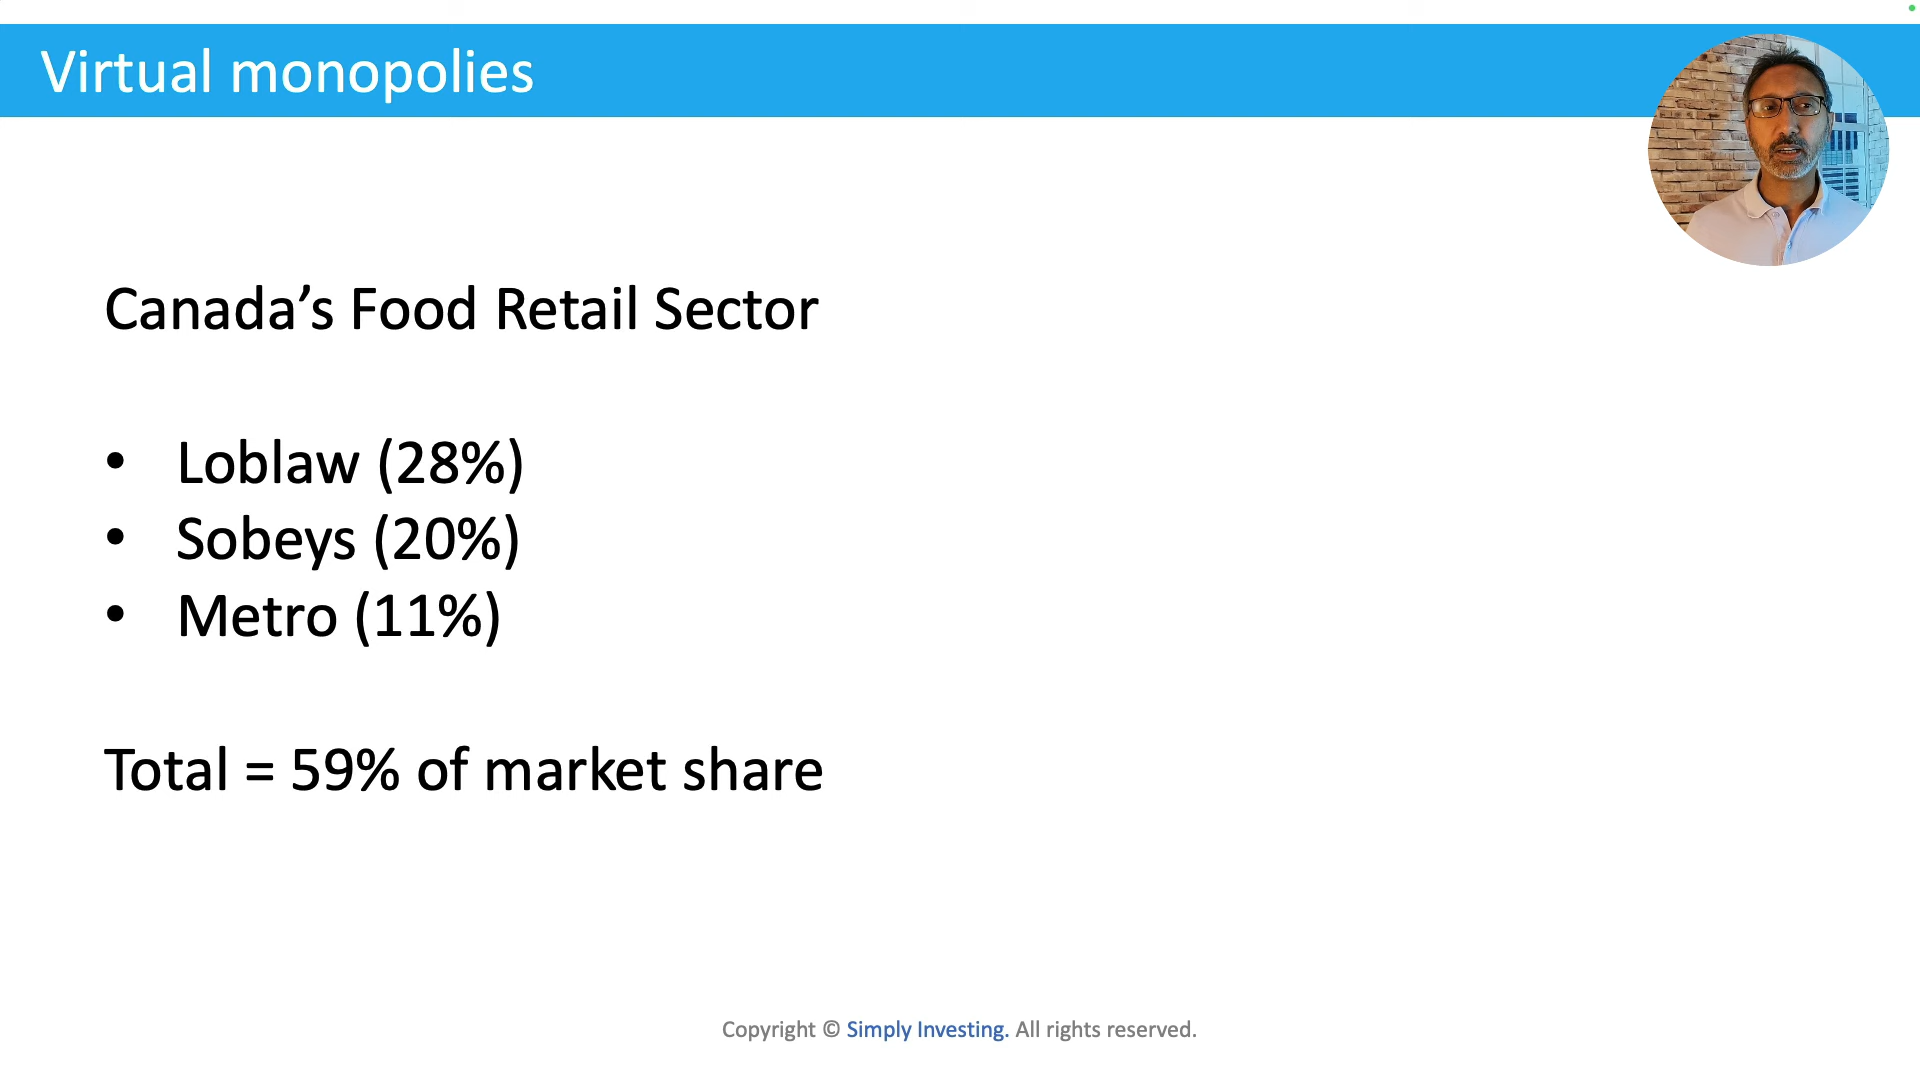 Virtual monopolies
Canada’s Food Retail Sector
• Loblaw (28%)
• Sobeys (20%)
• Metro (11%)
Total = 59% of market share
Copyright © Simply Investing. All rights reserved.